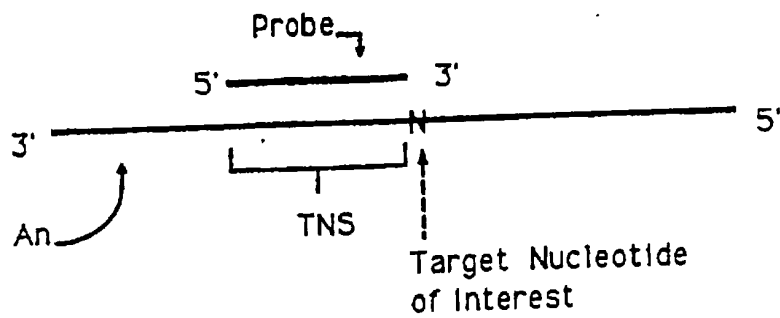 Probe
5'
3'
N
3'
5'
An
TNS
Target Nucleotide
of Interest